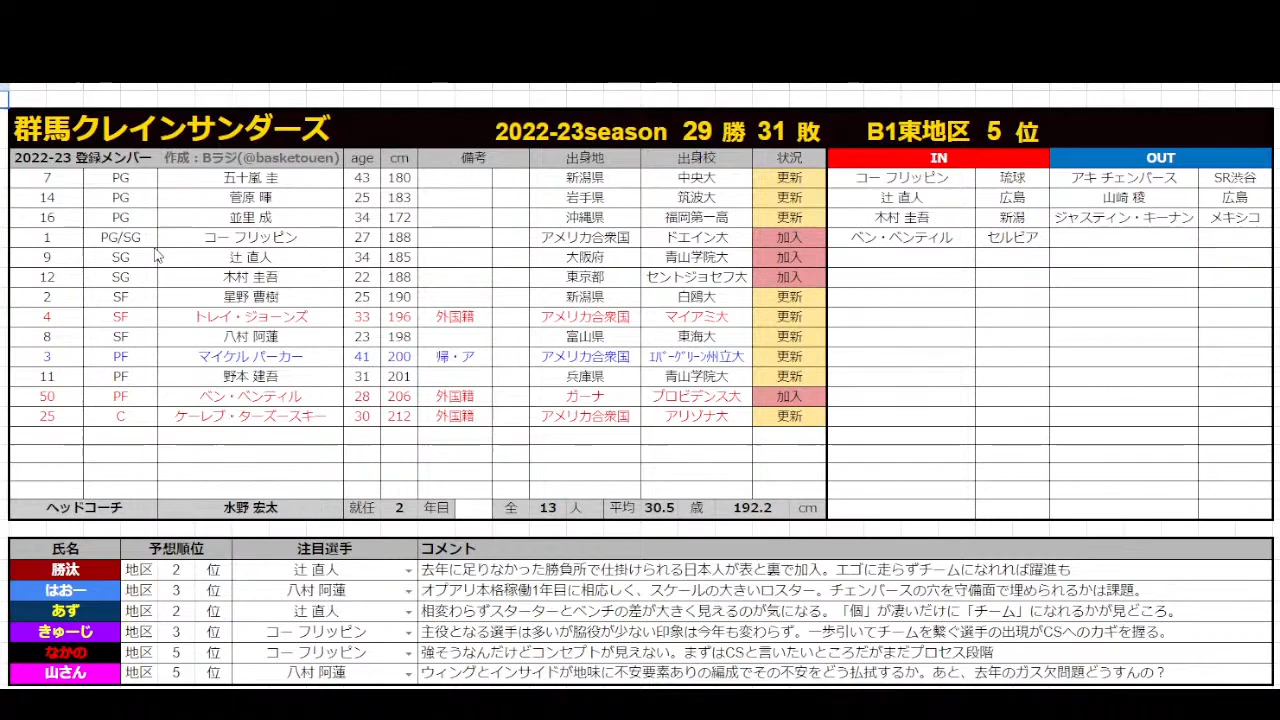 群馬クレインサンダーズ 2022-23season 29 勝 31 敗 B1東地区 5 位
2022-23 登録メンバー 作成：Bラジ(@basketouen) age cm 備考 出身地 出身校 状況 IN OUT
7 PG 五十嵐 圭 43 180 新潟県 中央大 更新 コー フリッピン 琉球 アキ チェンバース SR渋谷
14 PG 菅原 暉 25 183 岩手県 筑波大 更新 辻 直人 広島 山崎 稜 広島
16 PG 並里 成 34 172 沖縄県 福岡第一高 更新 木村 圭吾 新潟 ジャスティン・キーナン メキシコ
1 PG/SG コー フリッピン 27 188 アメリカ合衆国 ドエイン大 加入 ベン・ベンティル セルビア
9 SG 辻 直人 34 185 大阪府 青山学院大 加入
12 SG 木村 圭吾 22 188 東京都 セントジョセフ大 加入
2 SF 星野 曹樹 25 190 新潟県 白鴎大 更新
4 SF トレイ・ジョーンズ 33 196 外国籍 アメリカ合衆国 マイアミ大 更新
8 SF 八村 阿蓮 23 198 富山県 東海大 更新
3 PF マイケル パーカー 41 200 帰・ア アメリカ合衆国 ｴﾊﾞｰｸﾞﾘｰﾝ州立大 更新
11 PF 野本 建吾 31 201 兵庫県 青山学院大 更新
50 PF ベン・ベンティル 28 206 外国籍 ガーナ プロビデンス大 加入
25 C ケーレブ・ターズースキー 30 212 外国籍 アメリカ合衆国 アリゾナ大 更新
ヘッドコーチ 水野 宏太 就任 2 年目 全 13 人 平均 30.5 歳 192.2 cm
氏名 予想順位 注目選手 コメント
勝汰 地区 2 位 辻 直人 去年に足りなかった勝負所で仕掛けられる日本人が表と裏で加入。エゴに走らずチームになれれば躍進も
はおー 地区 3 位 八村 阿蓮 オプアリ本格稼働1年目に相応しく、スケールの大きいロスター。チェンバースの穴を守備面で埋められるかは課題。
あず 地区 2 位 辻 直人 相変わらずスターターとベンチの差が大きく見えるのが気になる。「個」が凄いだけに「チーム」になれるかが見どころ。
きゅーじ 地区 3 位 コー フリッピン 主役となる選手は多いが脇役が少ない印象は今年も変わらず。一歩引いてチームを繋ぐ選手の出現がCSへのカギを握る。
なかの 地区 5 位 コー フリッピン 強そうなんだけどコンセプトが見えない。まずはCSと言いたいところだがまだプロセス段階
山さん 地区 5 位 八村 阿蓮 ウィングとインサイドが地味に不安要素ありの編成でその不安をどう払拭するか。あと、去年のガス欠問題どうすんの？